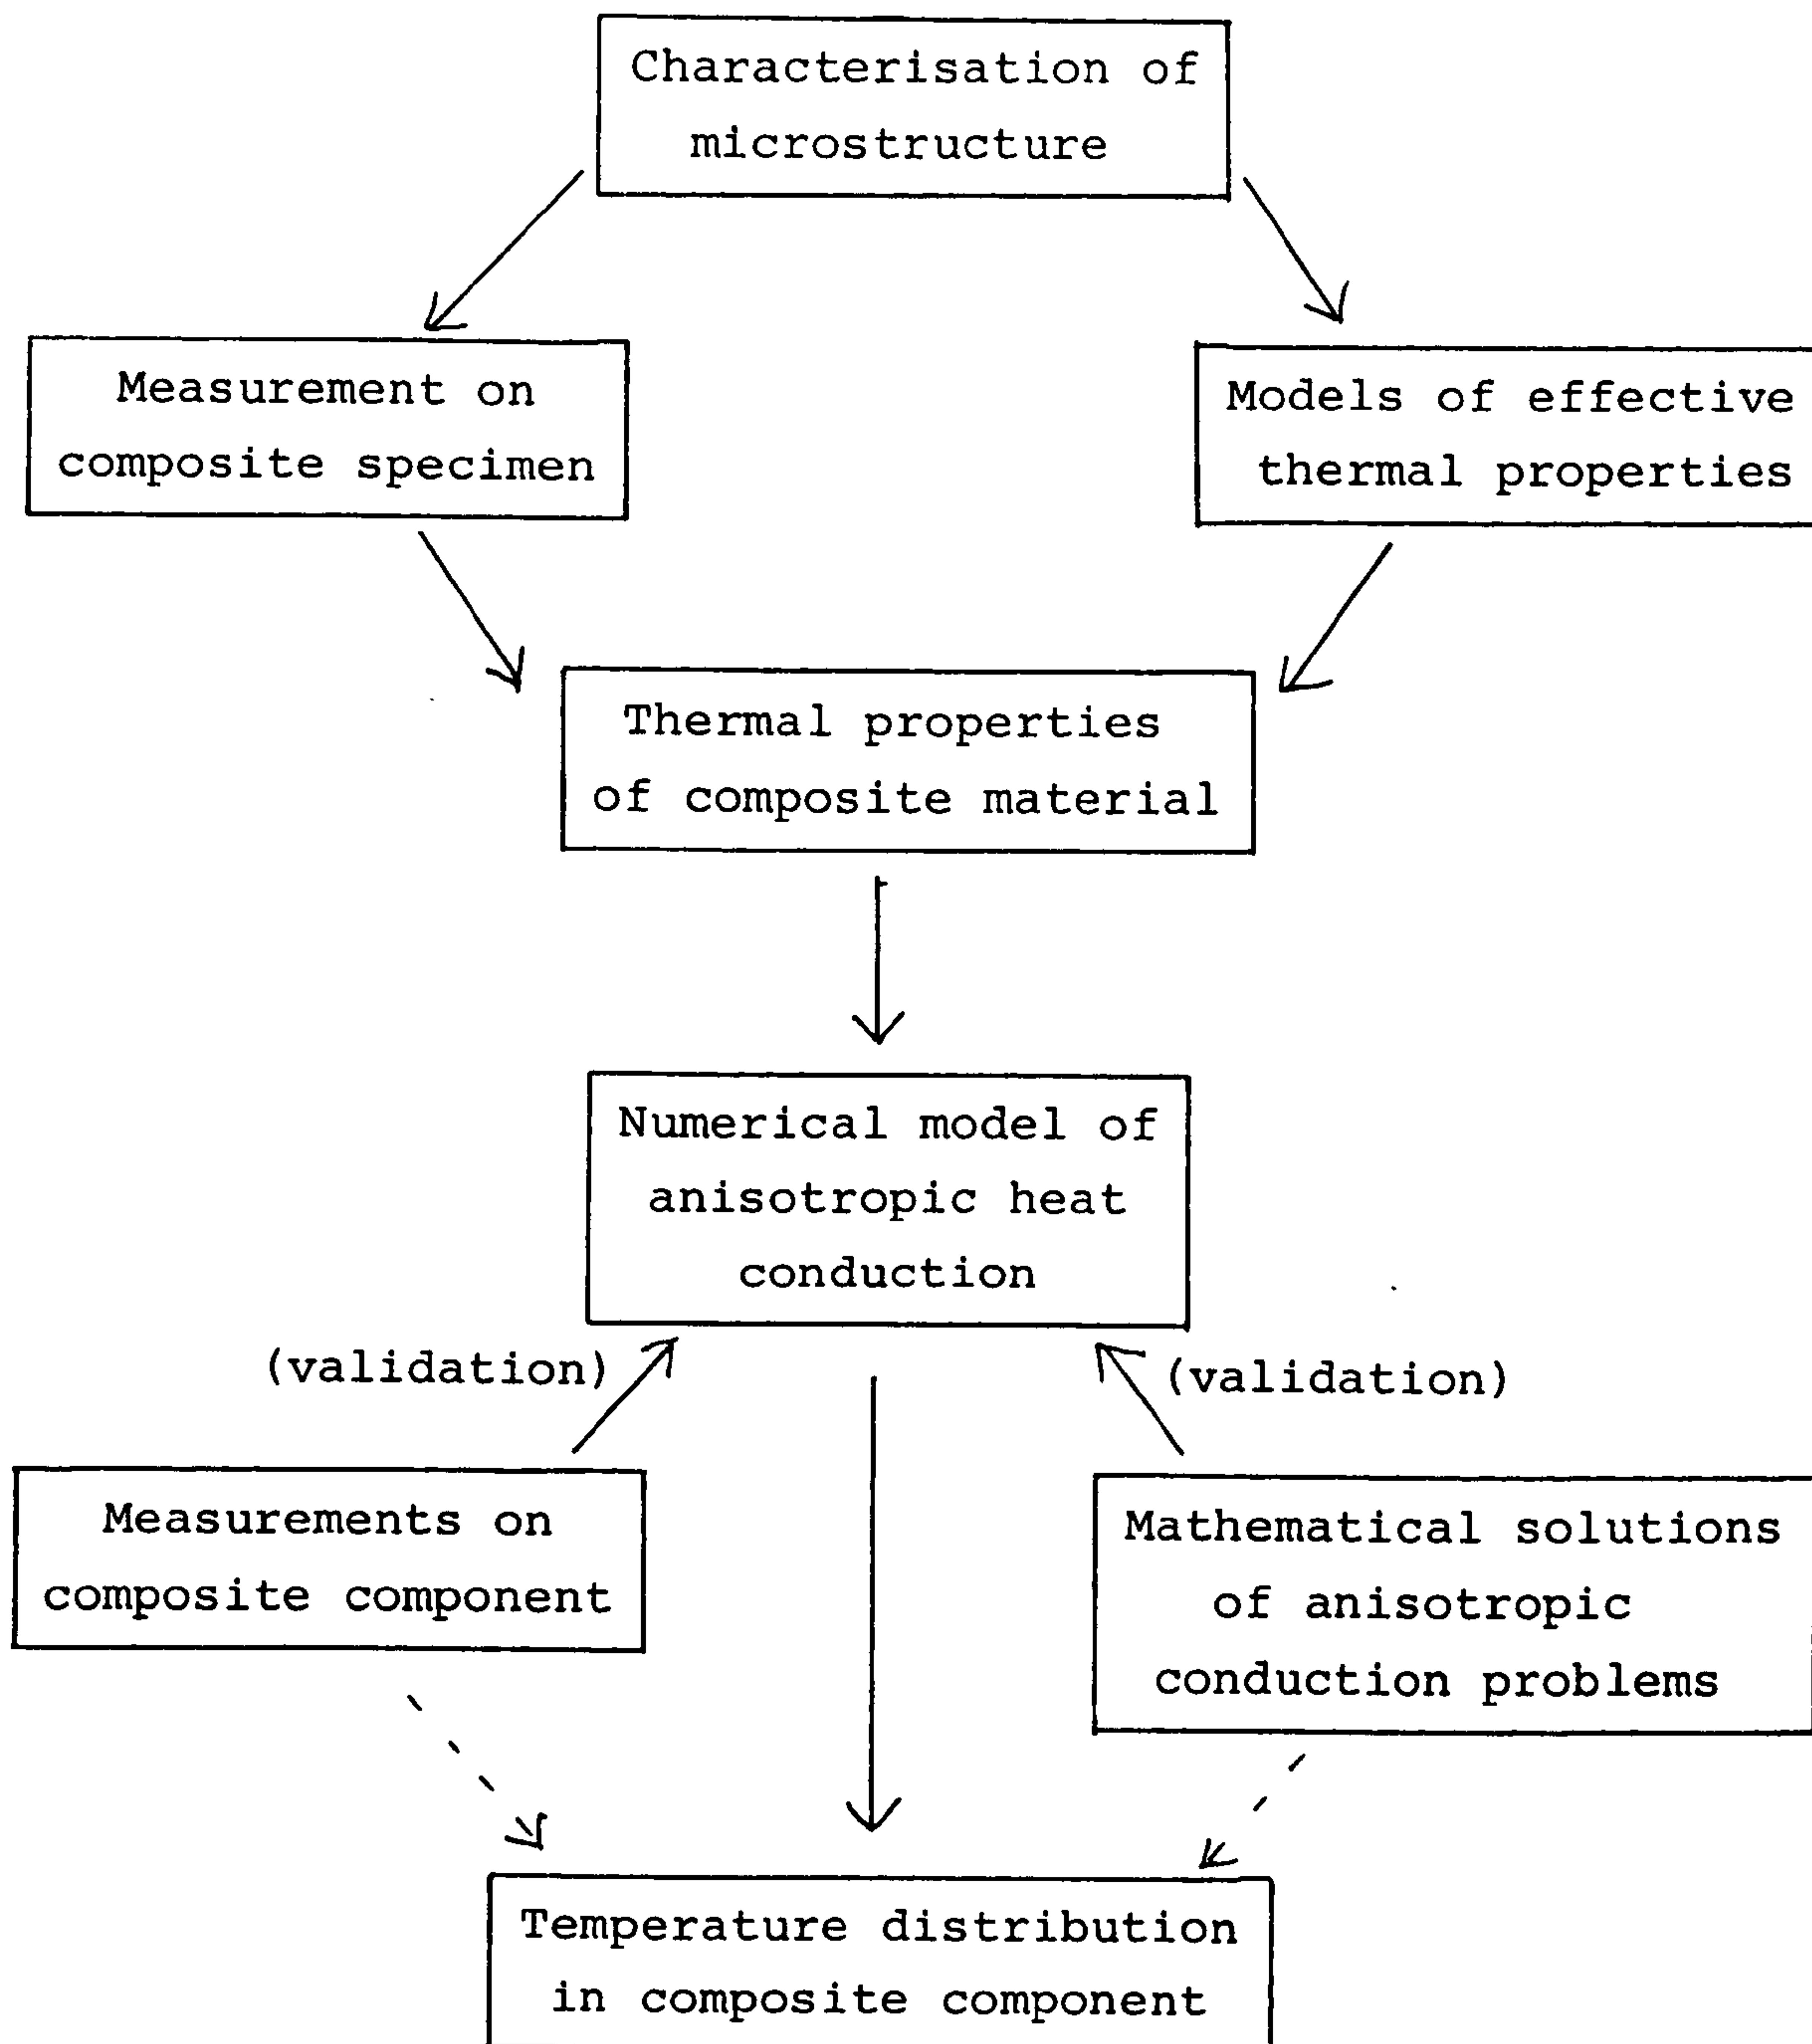 Characterisation of
microstructure
Measurement on
composite specimen
Models of effective
thermal properties
Thermal properties
of composite material
Numerical model of
anisotropic heat
conduction
(validation)
(validation)
Measurements on
composite component
Mathematical solutions
of anisotropic
conduction problems
Temperature distribution
in composite component